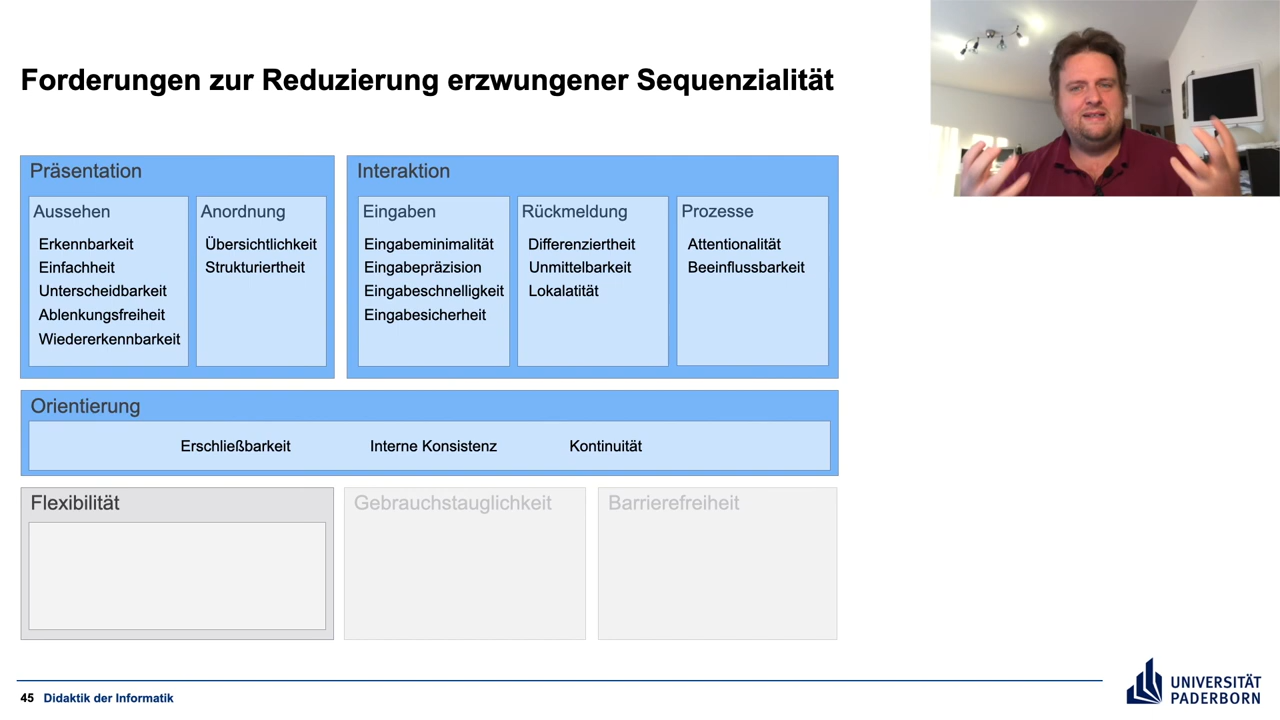 Forderungen zur Reduzierung erzwungener Sequenzialität
Präsentation
Aussehen
Erkennbarkeit
Einfachheit
Unterscheidbarkeit
Ablenkungsfreiheit
Wiedererkennbarkeit
Anordnung
Übersichtlichkeit
Strukturiertheit
Interaktion
Eingaben
Eingabeminimalität
Eingabepräzision
Eingabeschnelligkeit
Eingabesicherheit
Rückmeldung
Differenziertheit
Unmittelbarkeit
Lokalatität
Prozesse
Attentionalität
Beeinflussbarkeit
Orientierung
Erschließbarkeit
Interne Konsistenz
Kontinuität
Flexibilität
Gebrauchstauglichkeit
Barrierefreiheit
45 Didaktik der Informatik
UNIVERSITÄT
PADERBORN